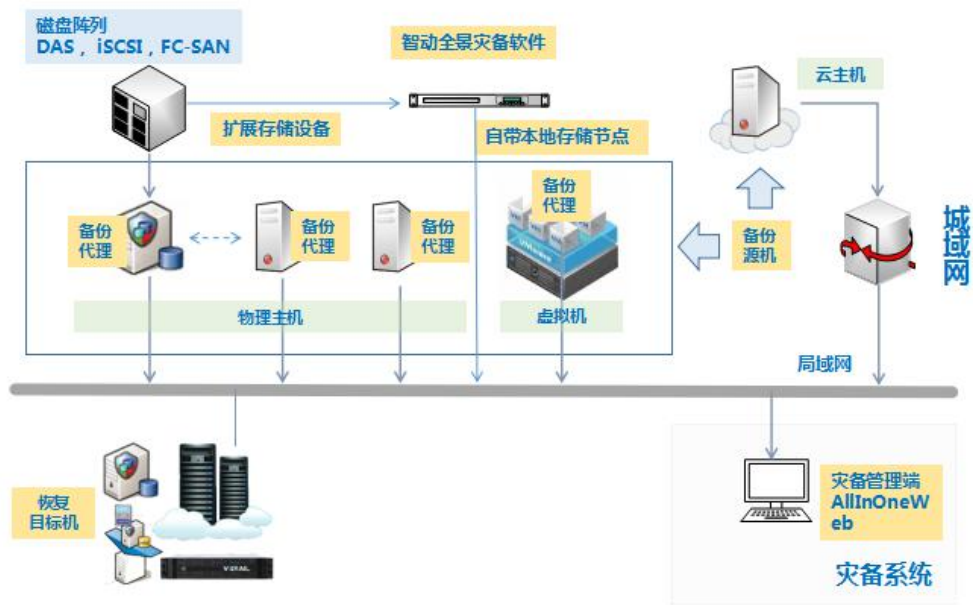 磁盘阵列
DAS，iSCSI，FC-SAN
智动全景灾备软件
云主机
扩展存储设备
自带本地存储节点
备份
代理
备份
代理
备份
代理
备份
代理
备份
源机
城域网
物理主机
虚拟机
局域网
恢复
目标机
灾备管理端
AllInOneW
eb
灾备系统